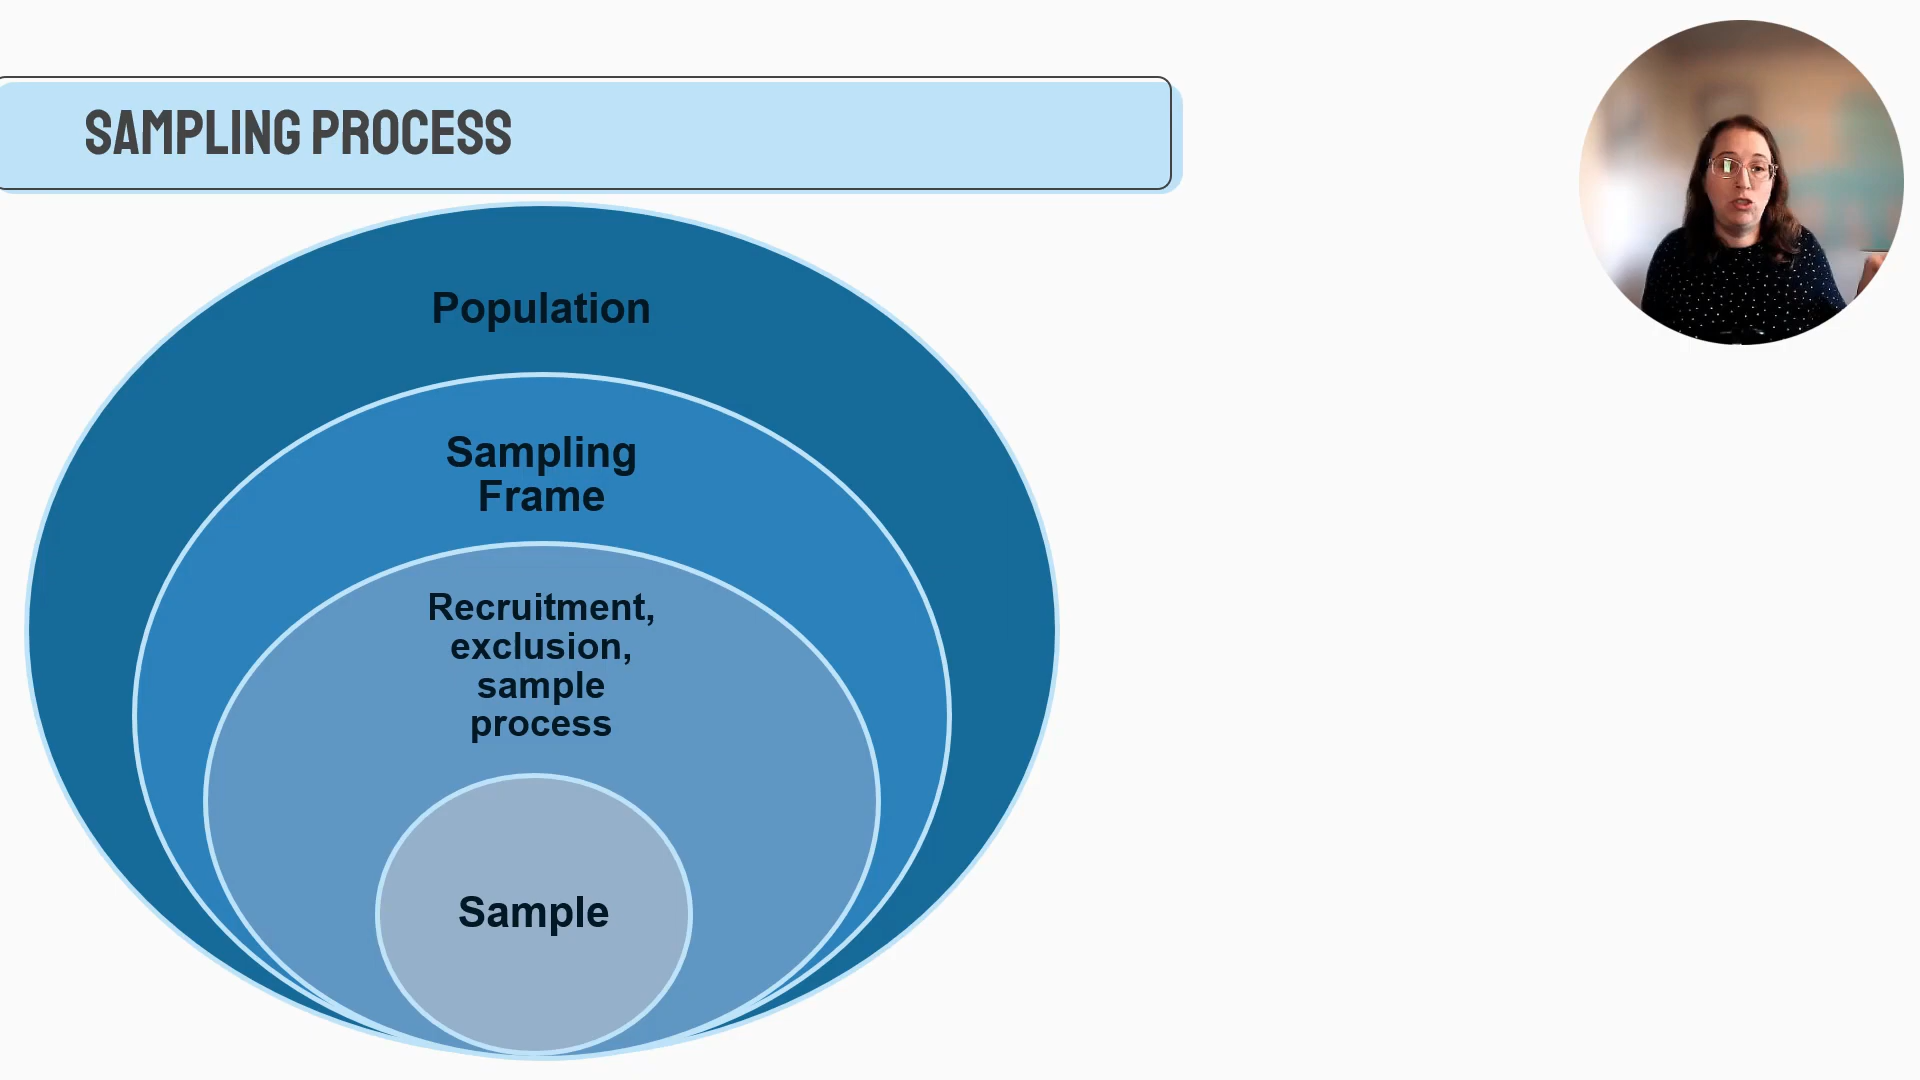 SAMPLING PROCESS
Population
Sampling
Frame
Recruitment,
exclusion,
sample
process
Sample